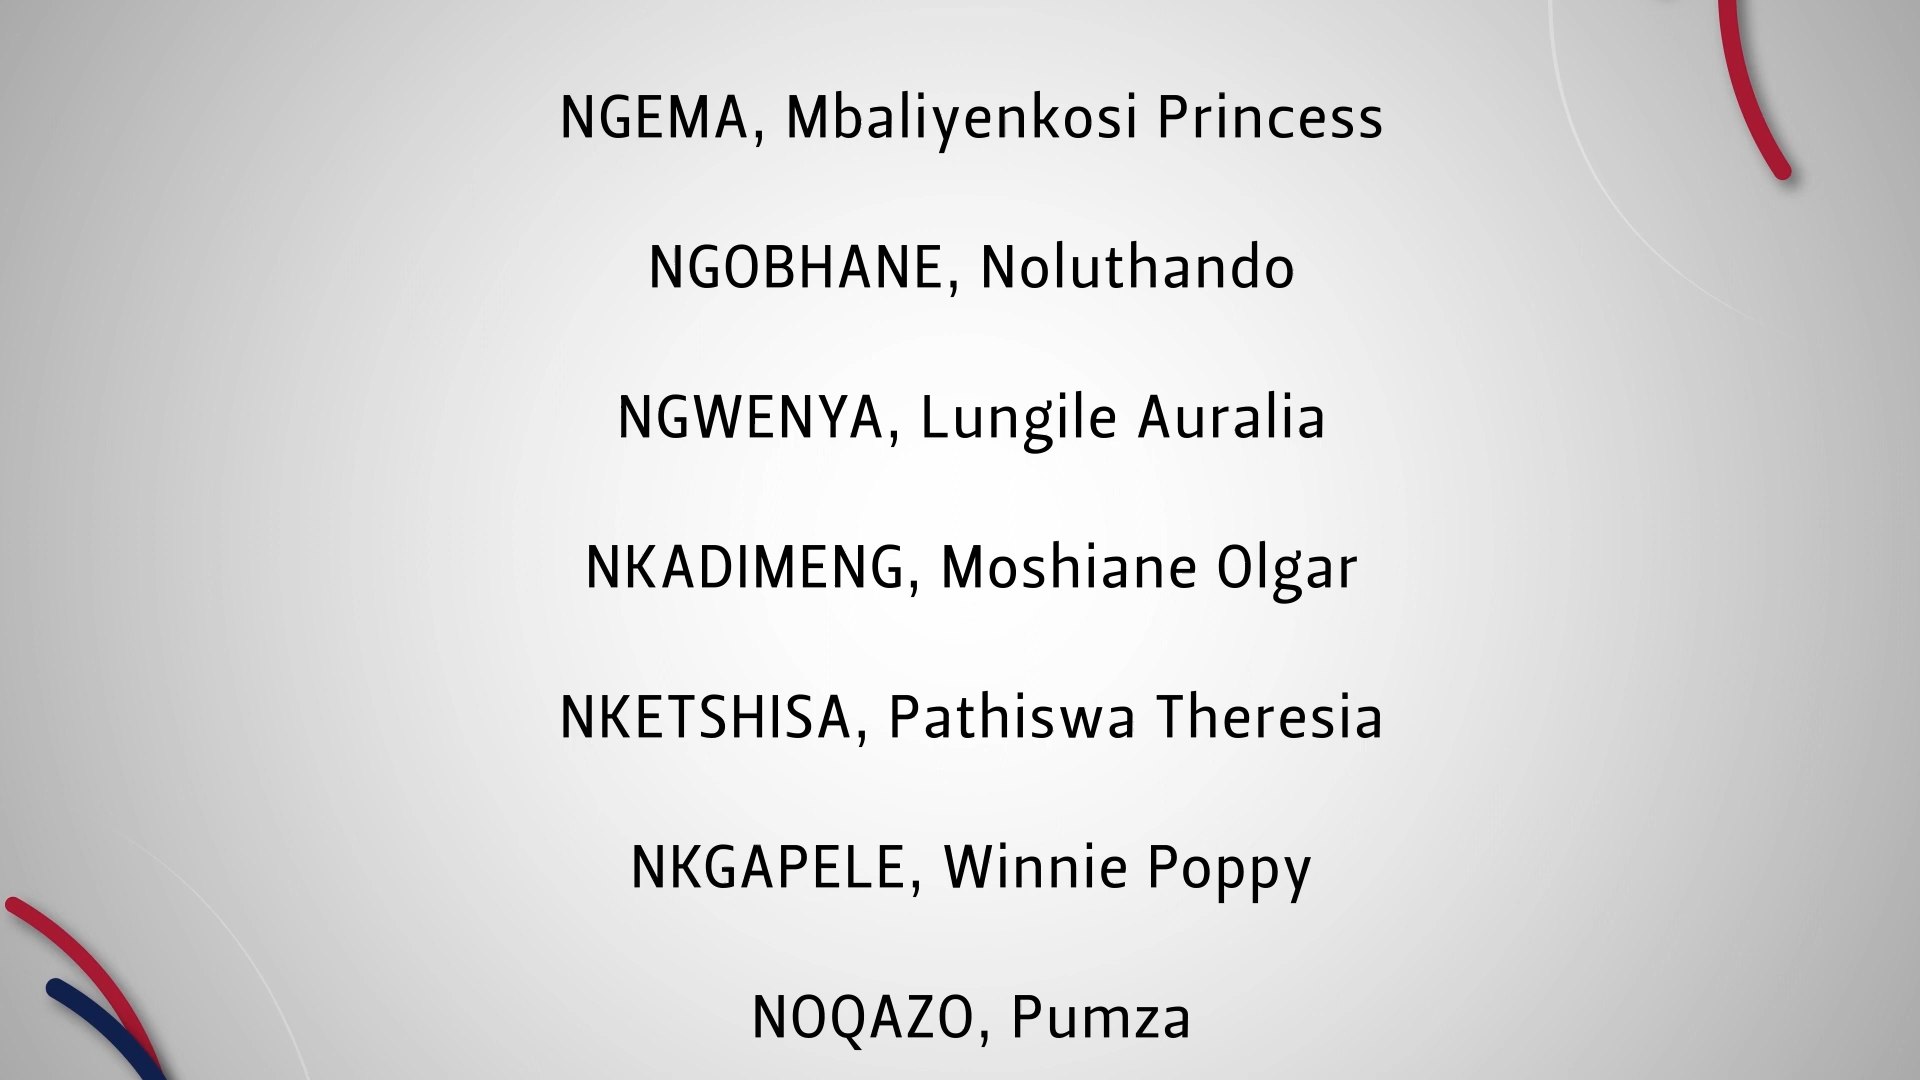 NGEMA, Mbaliyenkosi Princess
NGOBHANE, Noluthando
NGWENYA, Lungile Auralia
NKADIMENG, Moshiane Olgar
NKETSHISA, Pathiswa Theresia
NKGAPELE, Winnie Poppy
NOQAZO, Pumza